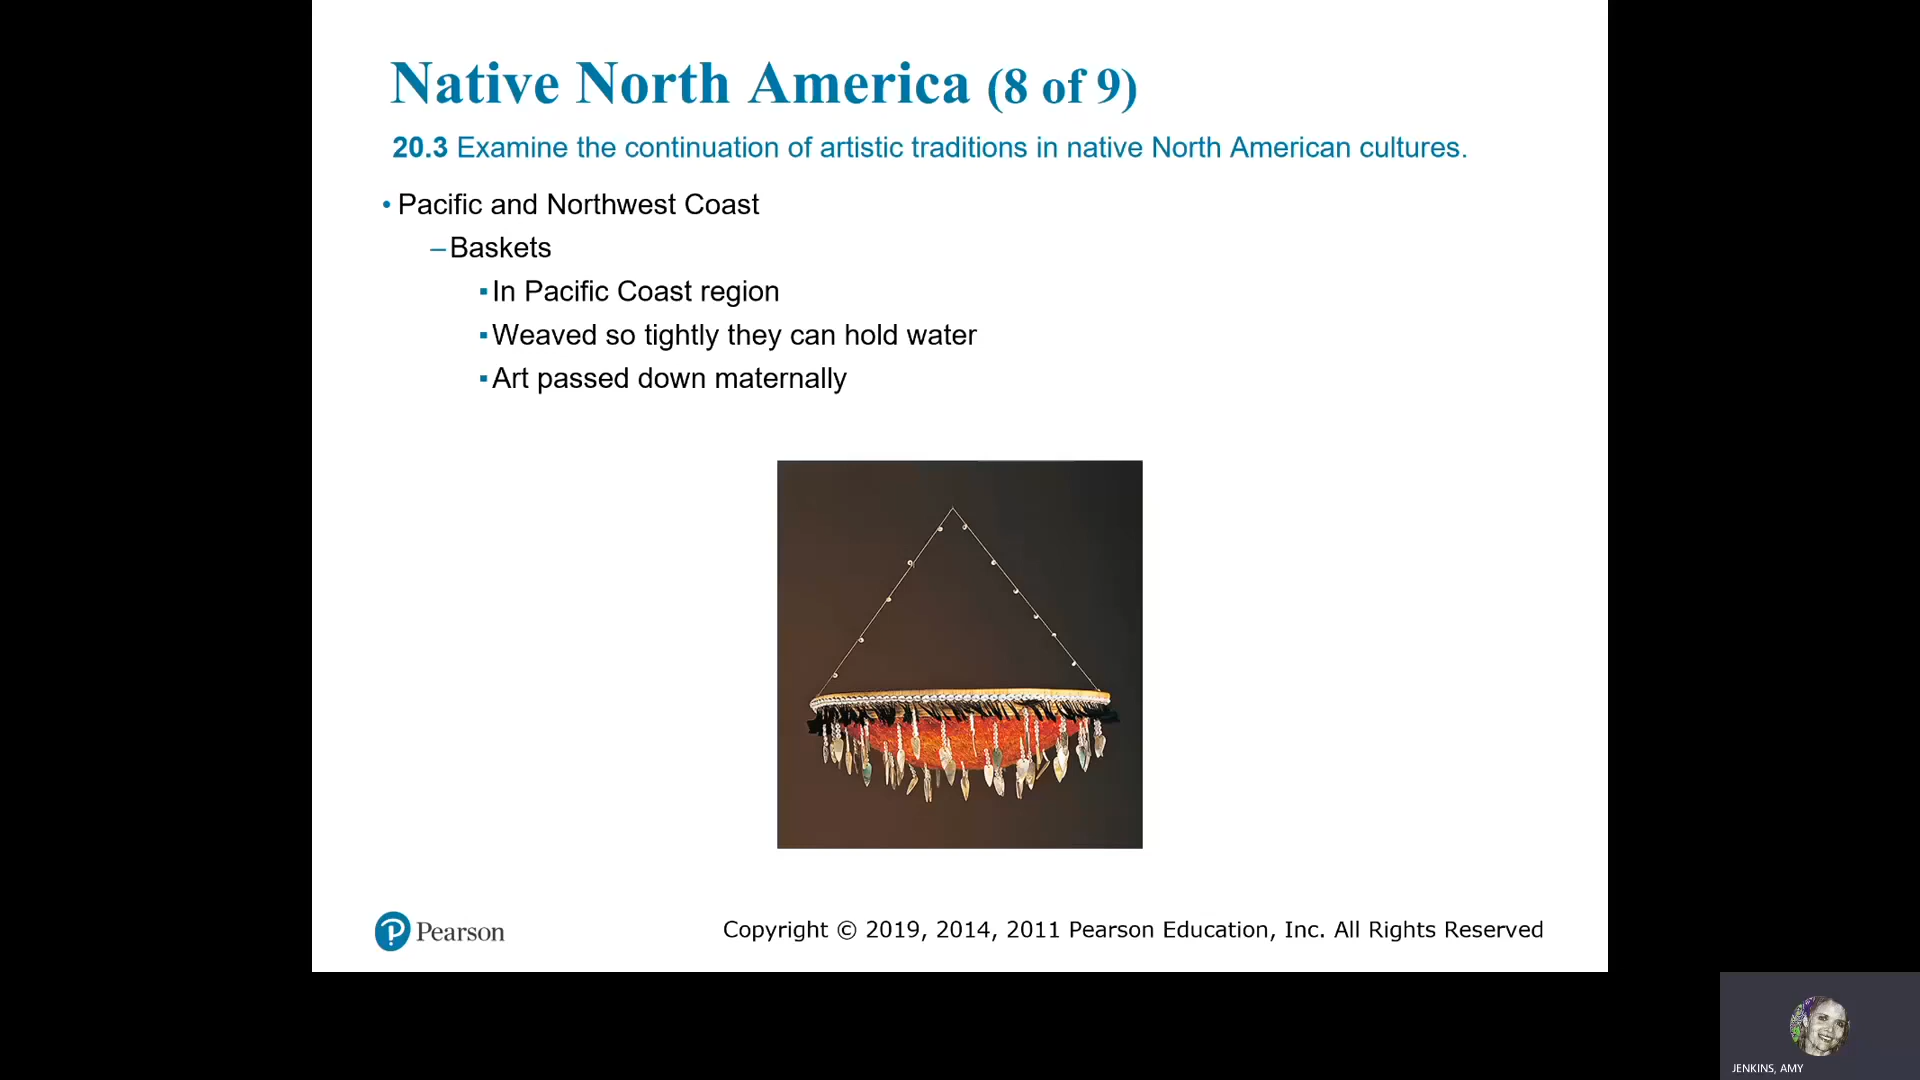 Native North America (8 of 9)
20.3 Examine the continuation of artistic traditions in native North American cultures.
• Pacific and Northwest Coast
–Baskets
▪In Pacific Coast region
▪Weaved so tightly they can hold water
▪Art passed down maternally
Pearson
Copyright © 2019, 2014, 2011 Pearson Education, Inc. All Rights Reserved
JENKINS, AMY